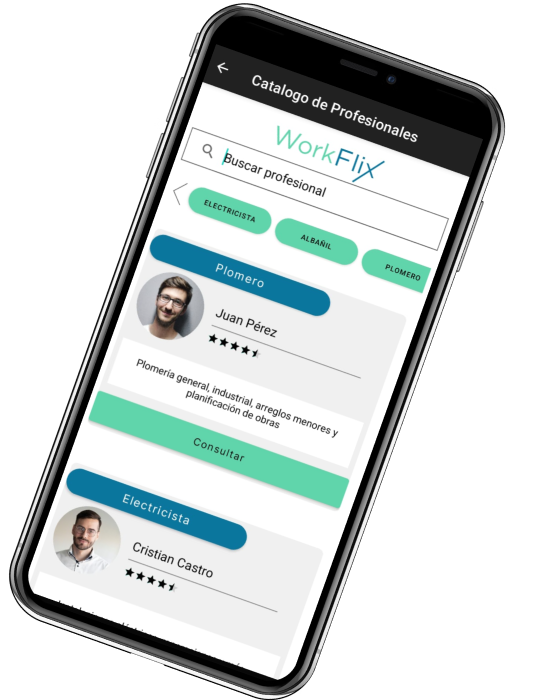 Catalogo de Profesionales
WorkFlix
Buscar profesional
ELECTRICISTA
ALBAÑIL
PLOMERO
Plomero
Juan Pérez
Plomería general, industrial, arreglos menores y
planificación de obras
Consultar
Electricista
Cristian Castro